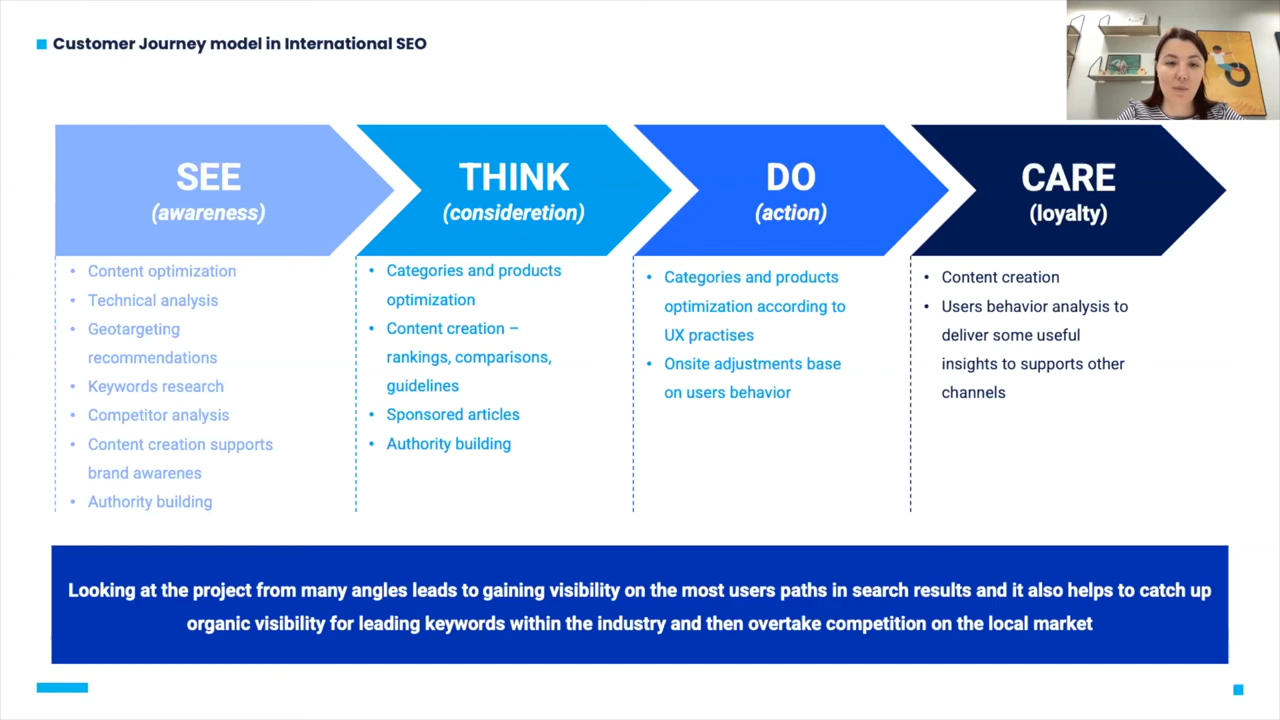 Customer Journey model in International SEO
SEE
(awareness)
THINK
(consideretion)
DO
(action)
CARE
(loyalty)
• Content optimization
• Technical analysis
• Geotargeting
recommendations
• Keywords research
• Competitor analysis
• Content creation supports
brand awarenes
• Authority building
• Categories and products
optimization
• Content creation –
rankings, comparisons,
guidelines
• Sponsored articles
• Authority building
• Categories and products
optimization according to
UX practises
• Onsite adjustments base
on users behavior
• Content creation
• Users behavior analysis to
deliver some useful
insights to supports other
channels
Looking at the project from many angles leads to gaining visibility on the most users paths in search results and it also helps to catch up
organic visibility for leading keywords within the industry and then overtake competition on the local market